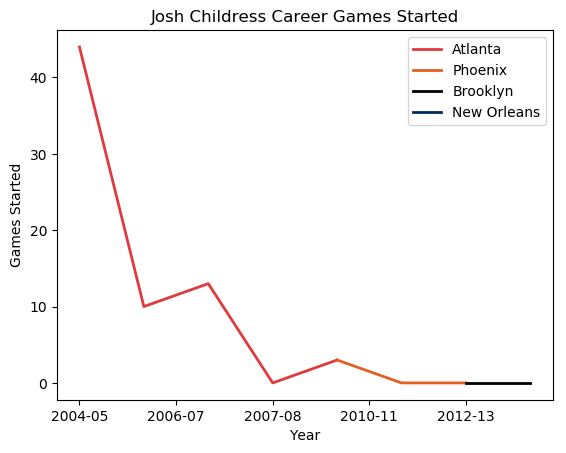 Josh Childress Career Games Started
Atlanta
Phoenix
Brooklyn
New Orleans
Games Started
40
30
20
10
0
2004-05 2006-07 2007-08 2010-11 2012-13
Year